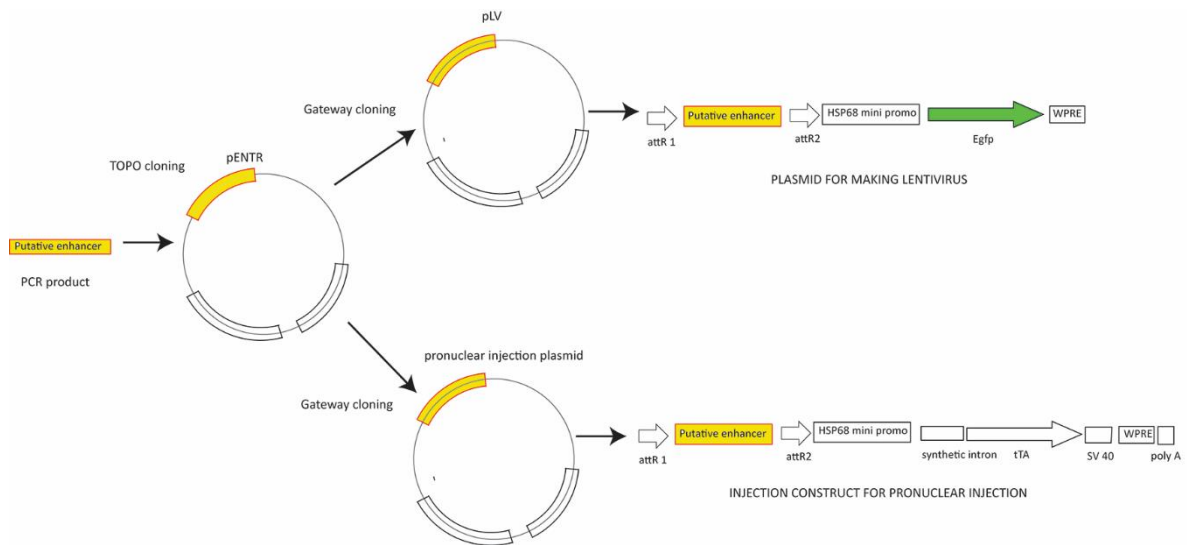 pLV
Gateway cloning
HSP68 mini promo
Putative enhancer
WPRE
attR 1
attR2
Egfp
TOPO cloning
pENTR
PLASMID FOR MAKING LENTIVIRUS
Putative enhancer
PCR product
pronuclear injection plasmid
Gateway cloning
Putative enhancer
HSP68 mini promo
WPRE
attR 1
attR2
synthetic intron
tTA
SV 40
poly A
INJECTION CONSTRUCT FOR PRONUCLEAR INJECTION